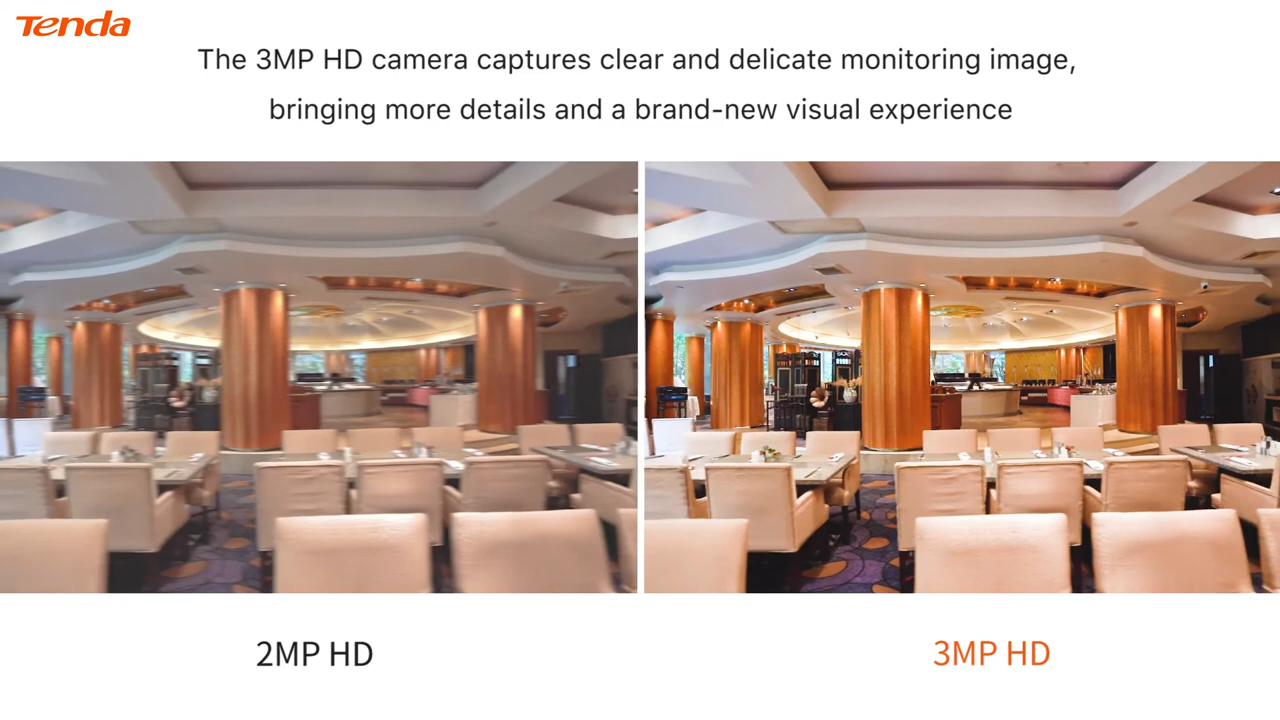 Tenda
The 3MP HD camera captures clear and delicate monitoring image,
bringing more details and a brand-new visual experience
2MP HD
3MP HD